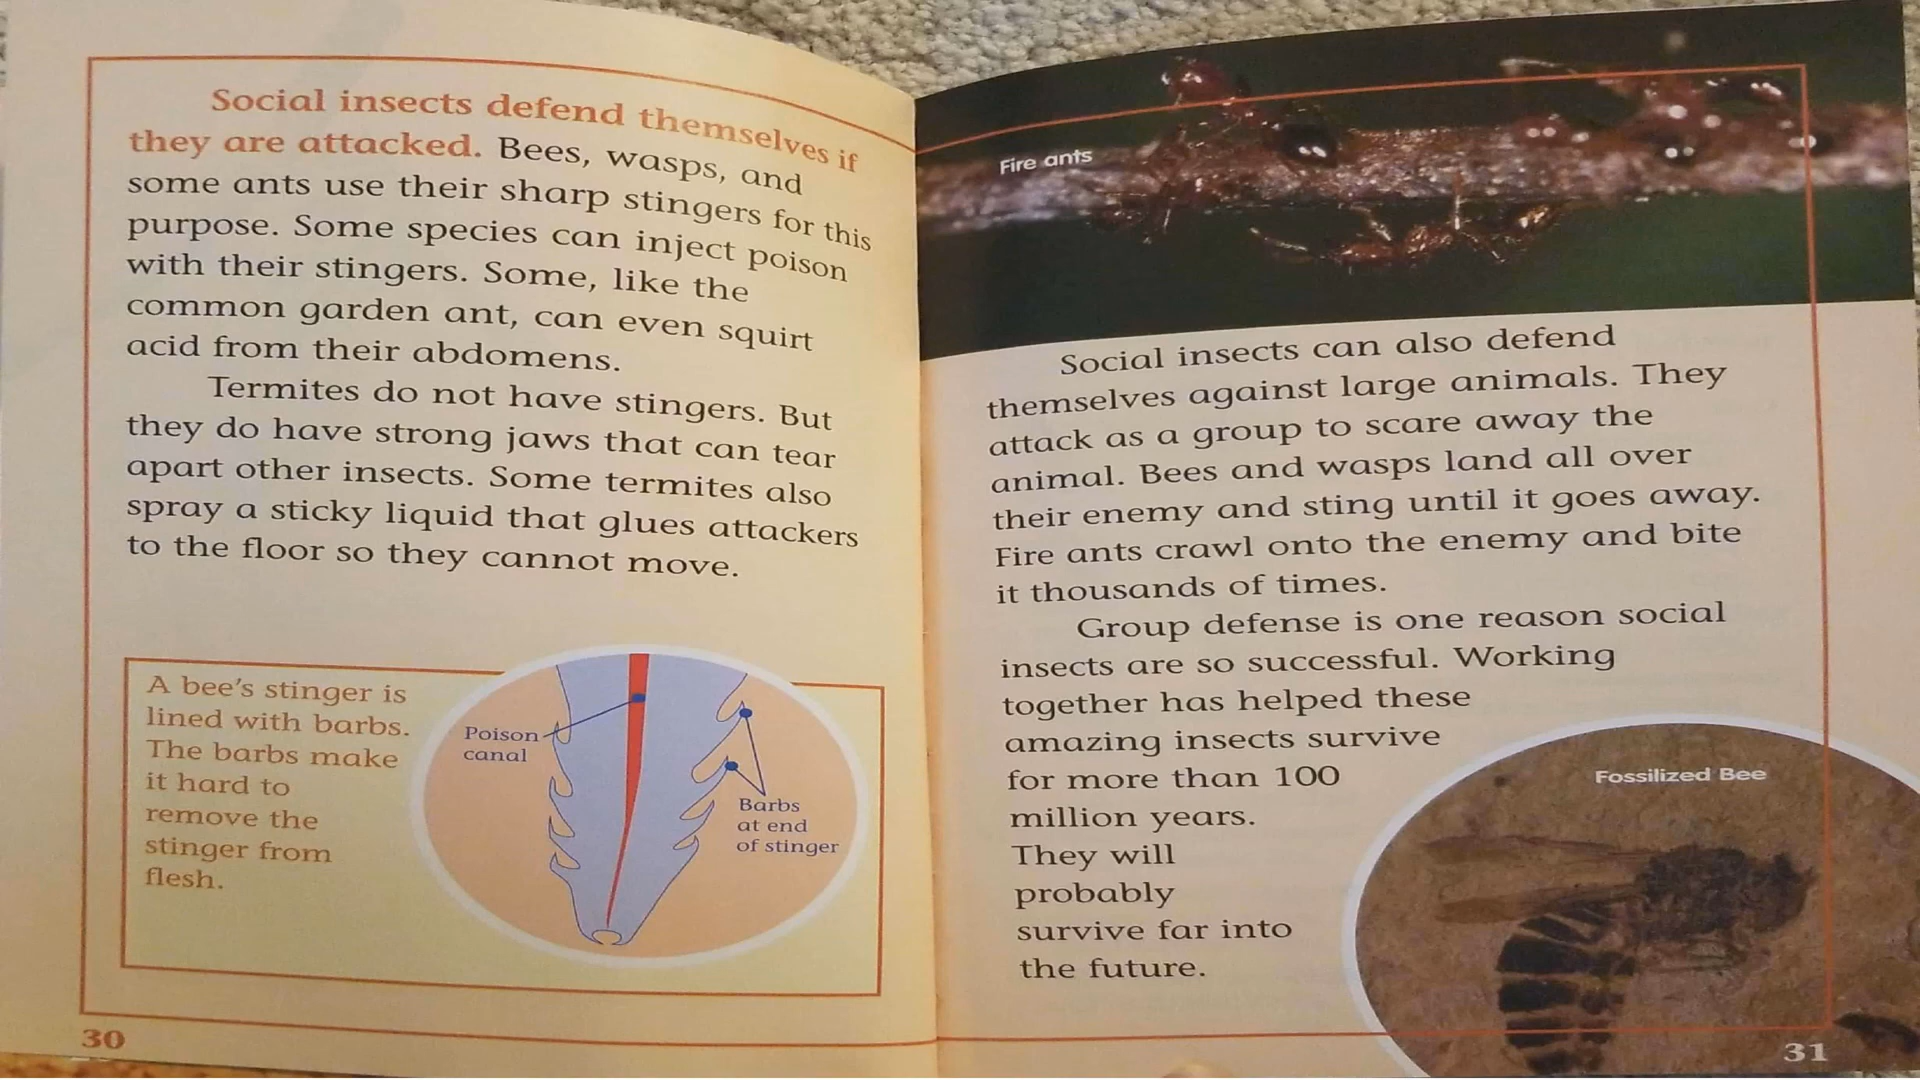 Social insects defend themselves if
they are attacked. Bees, wasps, and
some ants use their sharp stingers for this
purpose. Some species can inject poison
with their stingers. Some, like the
common garden ant, can even squirt
acid from their abdomens.
Termites do not have stingers. But
they do have strong jaws that can tear
apart other insects. Some termites also
spray a sticky liquid that glues attackers
to the floor so they cannot move.
A bee's stinger is
lined with barbs.
The barbs make
it hard to
remove the
stinger from
flesh.
Poison
canal
Barbs
at end
of stinger
30
Fire ants
Social insects can also defend
themselves against large animals. They
attack as a group to scare away the
animal. Bees and wasps land all over
their enemy and sting until it goes away.
Fire ants crawl onto the enemy and bite
it thousands of times.
Group defense is one reason social
insects are so successful. Working
together has helped these
amazing insects survive
for more than 100
million years.
They will
probably
survive far into
the future.
Fossilized Bee
31